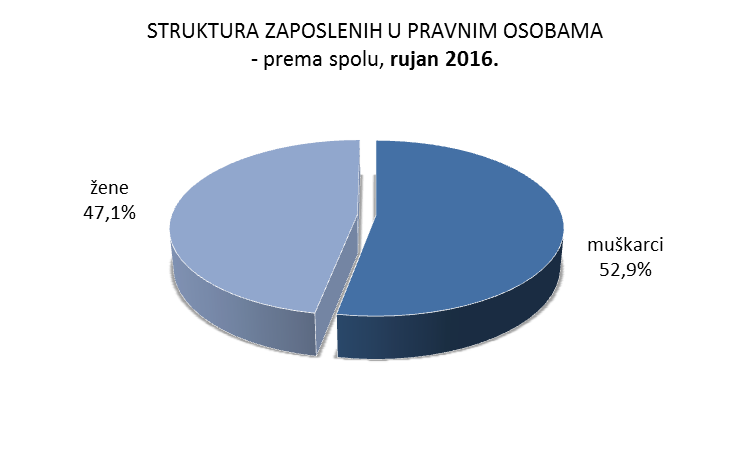 STRUKTURA ZAPOSLENIH U PRAVNIM OSOBAMA
- prema spolu, rujan 2016.
žene
47,1%
muškarci
52,9%